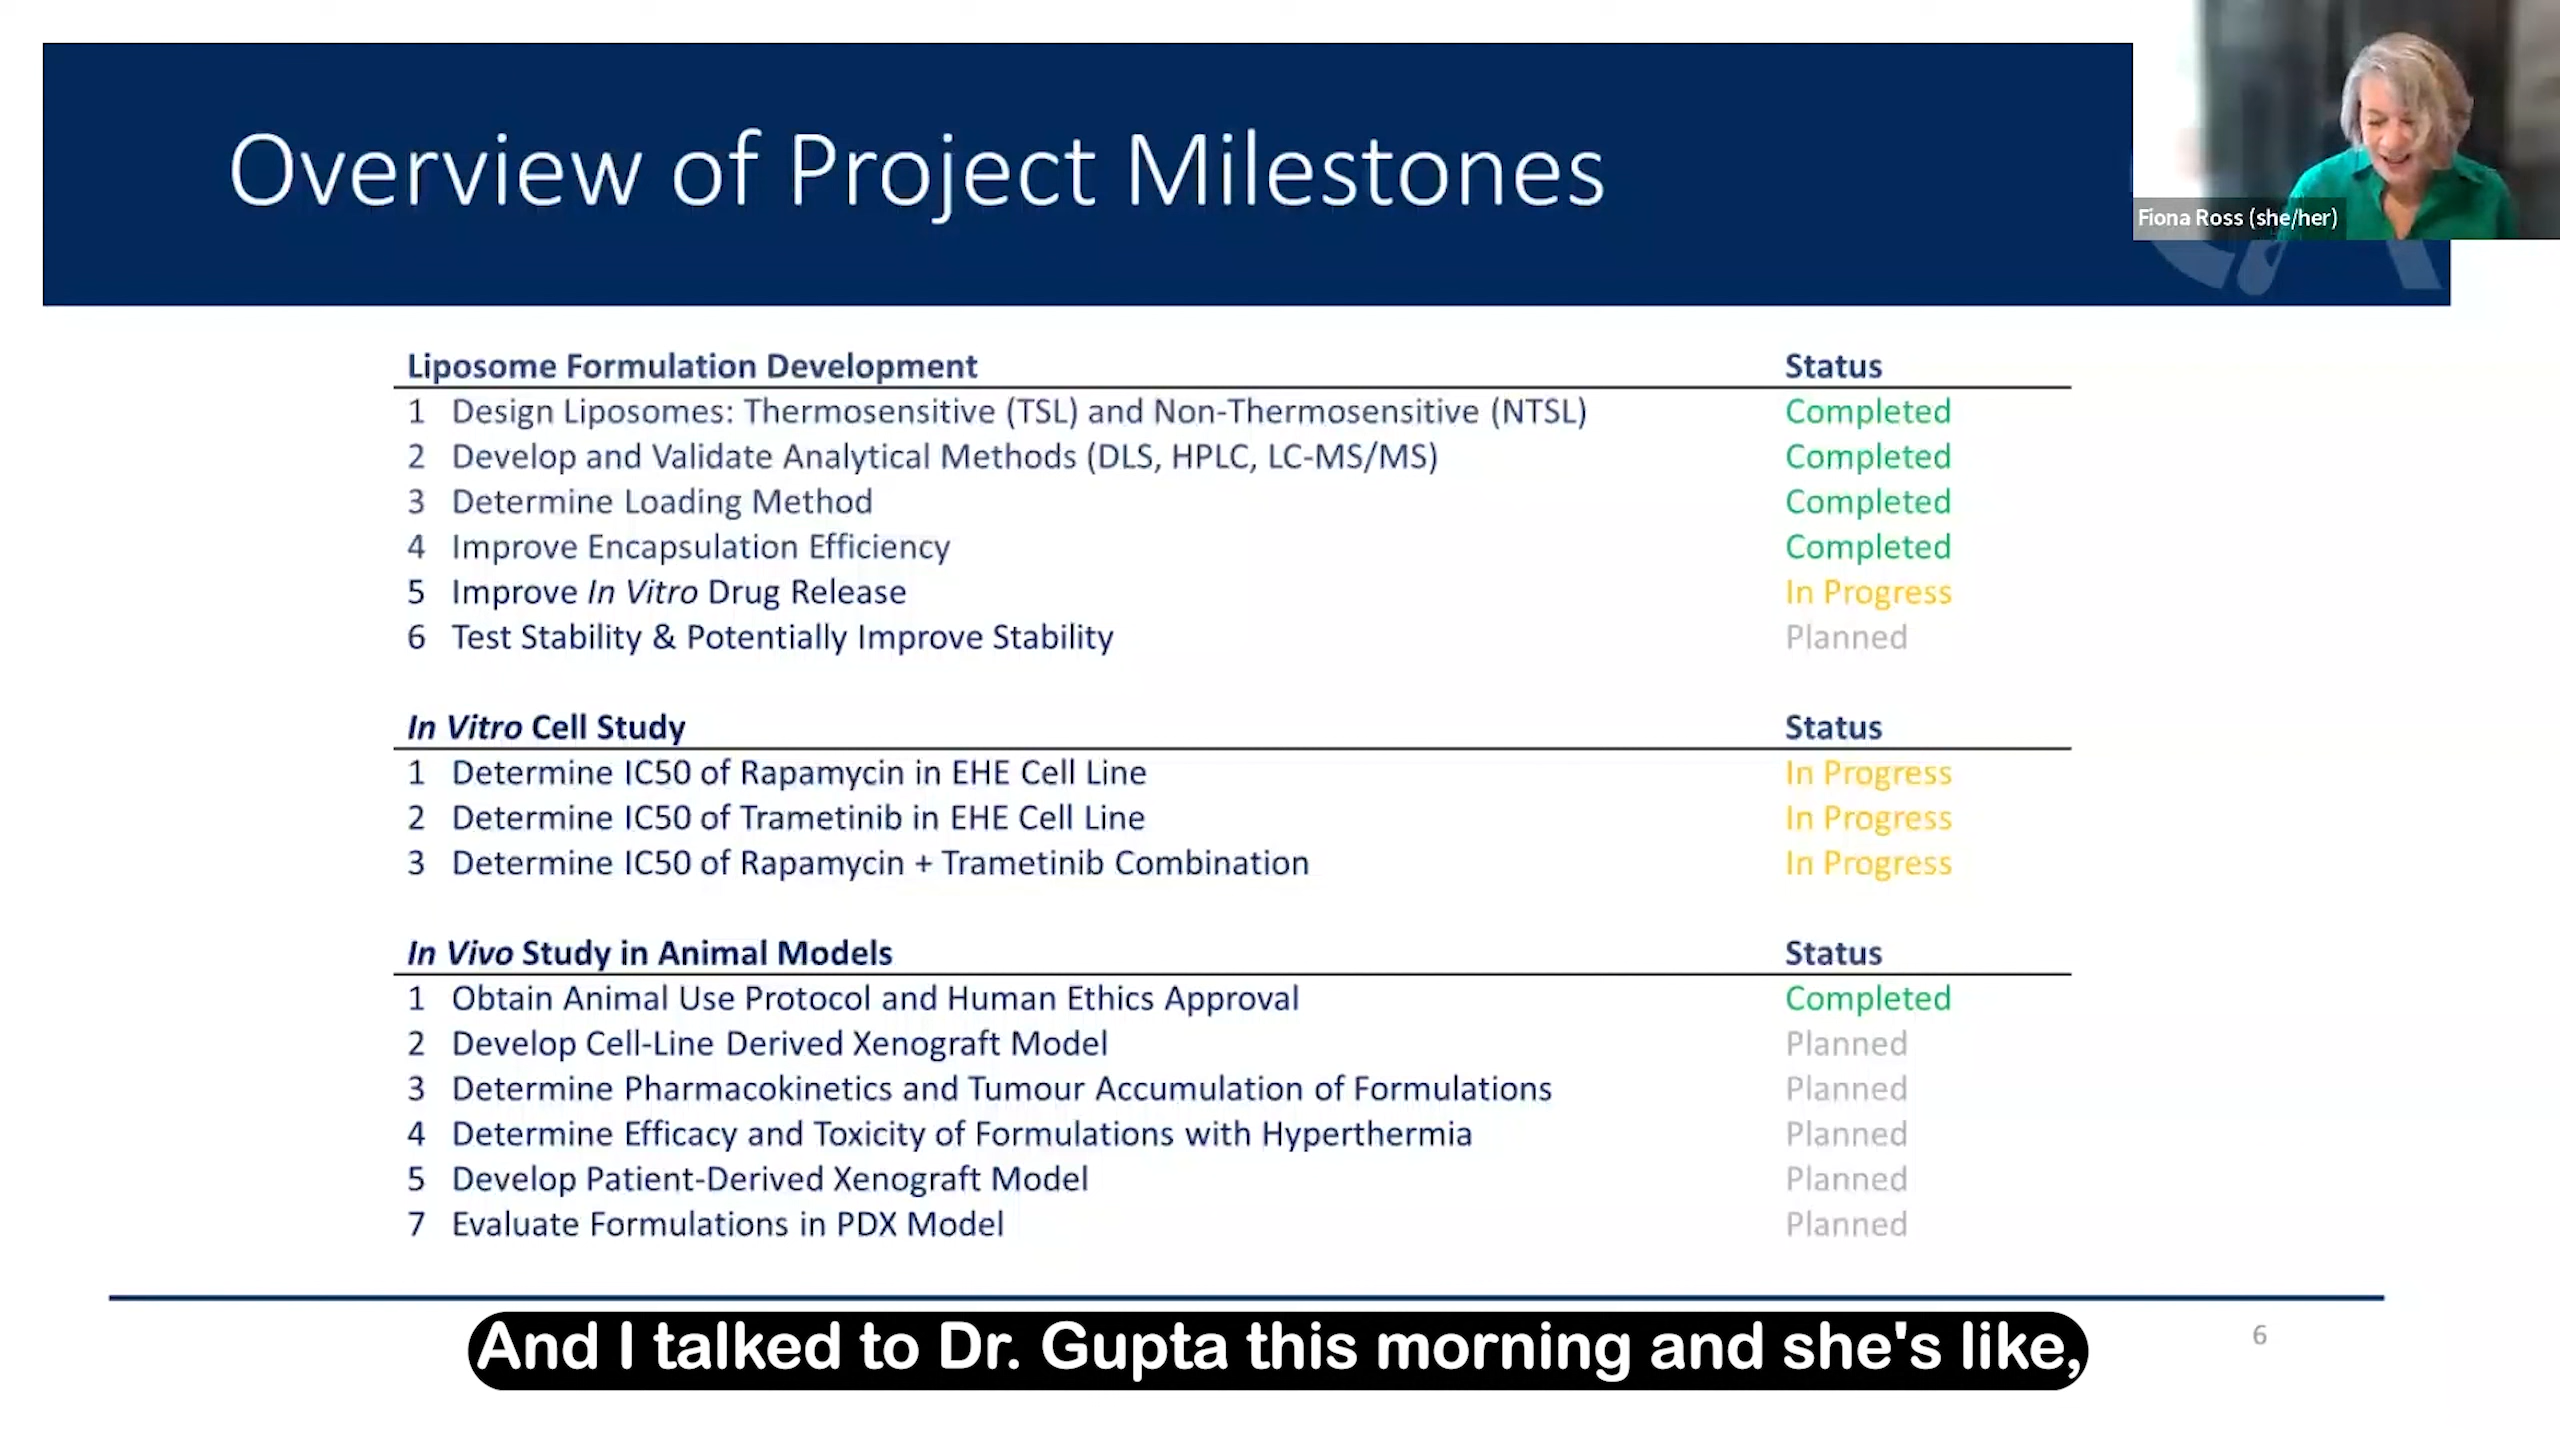 Overview of Project Milestones
Fiona Ross (she/her)
Liposome Formulation Development Status
1 Design Liposomes: Thermosensitive (TSL) and Non-Thermosensitive (NTSL) Completed
2 Develop and Validate Analytical Methods (DLS, HPLC, LC-MS/MS) Completed
3 Determine Loading Method Completed
4 Improve Encapsulation Efficiency Completed
5 Improve In Vitro Drug Release In Progress
6 Test Stability & Potentially Improve Stability Planned
In Vitro Cell Study Status
1 Determine IC50 of Rapamycin in EHE Cell Line In Progress
2 Determine IC50 of Trametinib in EHE Cell Line In Progress
3 Determine IC50 of Rapamycin + Trametinib Combination In Progress
In Vivo Study in Animal Models Status
1 Obtain Animal Use Protocol and Human Ethics Approval Completed
2 Develop Cell-Line Derived Xenograft Model Planned
3 Determine Pharmacokinetics and Tumour Accumulation of Formulations Planned
4 Determine Efficacy and Toxicity of Formulations with Hyperthermia Planned
5 Develop Patient-Derived Xenograft Model Planned
7 Evaluate Formulations in PDX Model Planned
And I talked to Dr. Gupta this morning and she's like,
6